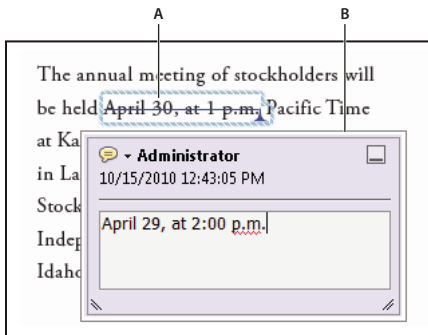 A
B
The annual meeting of stockholders will
be held April 30, at 1 p.m. Pacific Time
at Ka
in La
Stock
Indep
Idaho
Administrator
10/15/2010 12:43:05 PM
April 29, at 2:00 p.m.